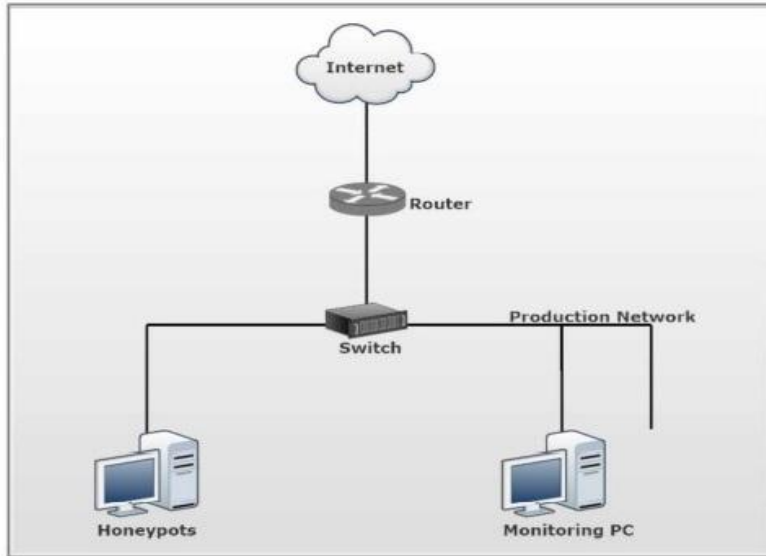 Internet
Router
Production Network
Switch
Honeypots
Monitoring PC